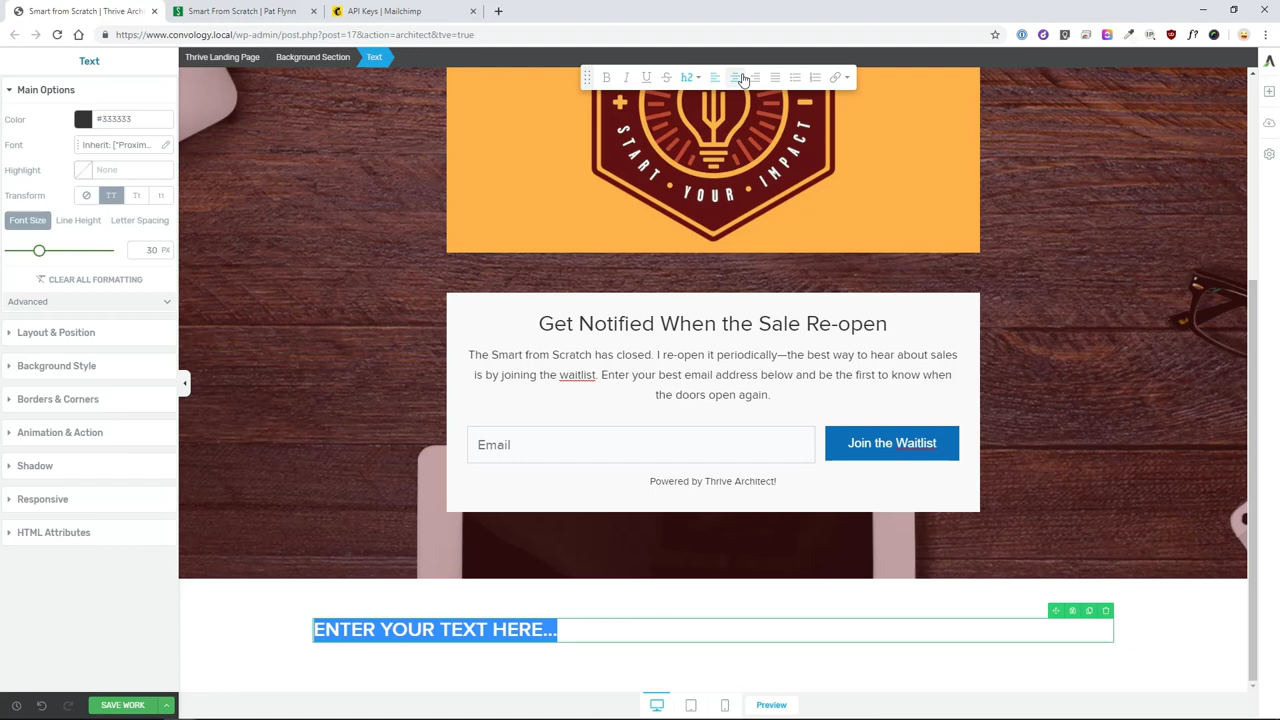 Smart from Scratch | Thrive Archi
Smart From Scratch | Pat Flynn
API Keys | Mailchimp
https://www.convology.local/wp-admin/post.php?post=17&action=architect&tve=true
Text
Thrive Landing Page
Background Section
Text
h2
Main Options
Color
#333333
Font
Inherit: ["Proxim...
Highlight
None
Transform
TT
Tt
tt
Font Size
Line Height
Letter Spacing
30 PX
CLEAR ALL FORMATTING
Advanced
Layout & Position
Background Style
Borders & Corners
Animation & Action
Shadow
Responsive
HTML Attributes
START • YOUR • IMPACT
Get Notified When the Sale Re-open
The Smart from Scratch has closed. I re-open it periodically—the best way to hear about sales
is by joining the waitlist. Enter your best email address below and be the first to know when
the doors open again.
Email
Join the Waitlist
Powered by Thrive Architect!
ENTER YOUR TEXT HERE...
SAVE WORK
Preview